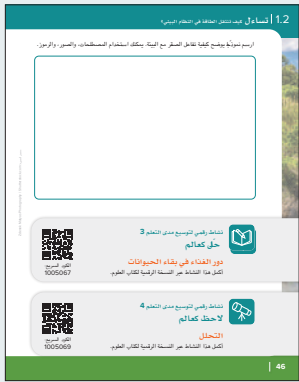 1.2 | تساءل كيف تنتقل الطاقة في النظام البيئي؟
ارسم نموذجًا يوضح كيفية تفاعل الصقر مع البيئة. يمكنك استخدام المصطلحات، والصور، والرموز.
نشاط رقمي لتوسيع مدى التعلم 3
حلّل كعالم
دور الغذاء في بقاء الحيوانات
أكمل هذا النشاط عبر النسخة الرقمية لكتاب العلوم.
الكود السريع:
1005067
نشاط رقمي لتوسيع مدى التعلم 4
لاحظ كعالم
التحلل
أكمل هذا النشاط عبر النسخة الرقمية لكتاب العلوم.
الكود السريع:
1005069
46